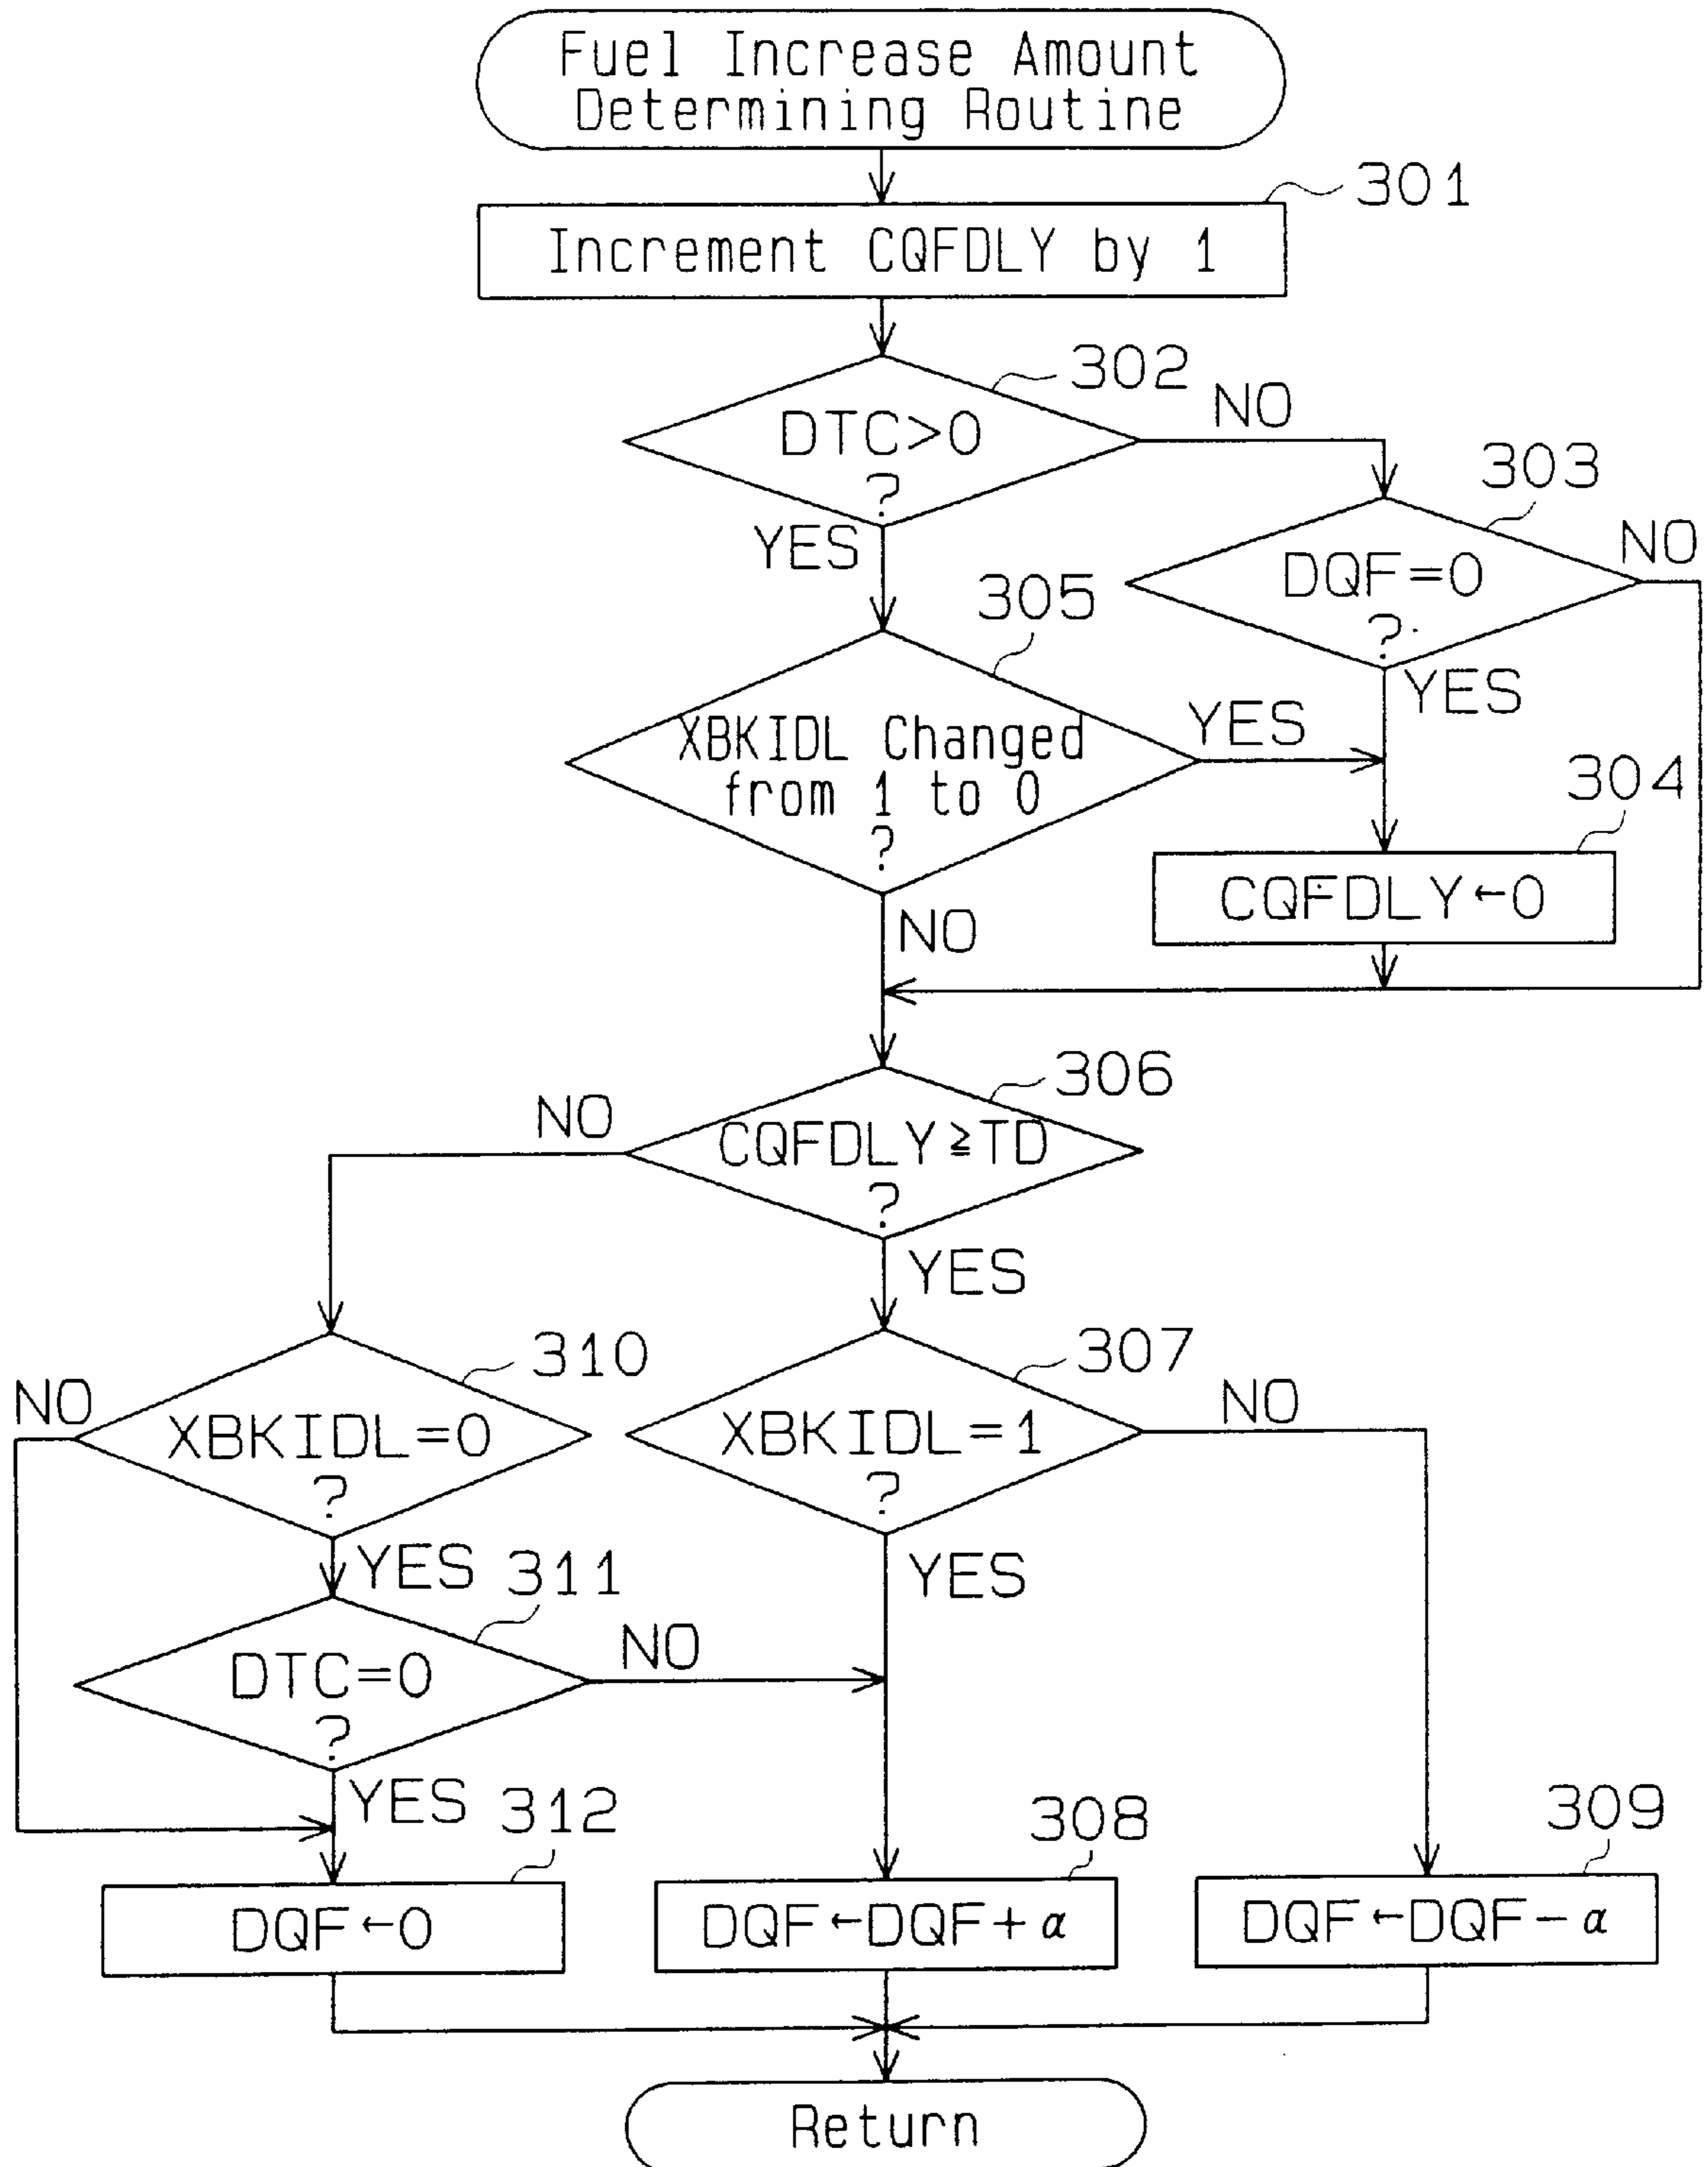 Fuel Increase Amount
Determining Routine
301
Increment CQFDLY by 1
302
DTC>0
?
NO
YES
303
DQF=0
?
NO
YES
305
XBKIDL Changed
from 1 to 0
?
YES
NO
304
CQFDLY←0
306
CQFDLY≧TD
?
NO
YES
310
XBKIDL=0
?
NO
YES
307
XBKIDL=1
?
NO
YES
311
DTC=0
?
NO
YES
312
DQF←0
308
DQF←DQF+α
309
DQF←DQF-α
Return